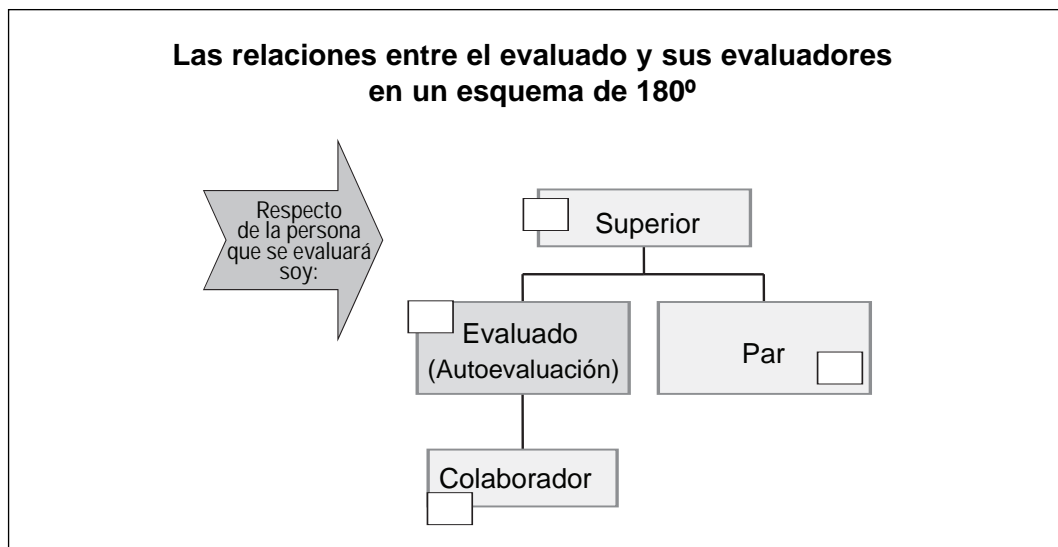 Las relaciones entre el evaluado y sus evaluadores
en un esquema de 180º
Respecto
de la persona
que se evaluará
soy:
Superior
Evaluado
(Autoevaluación)
Par
Colaborador